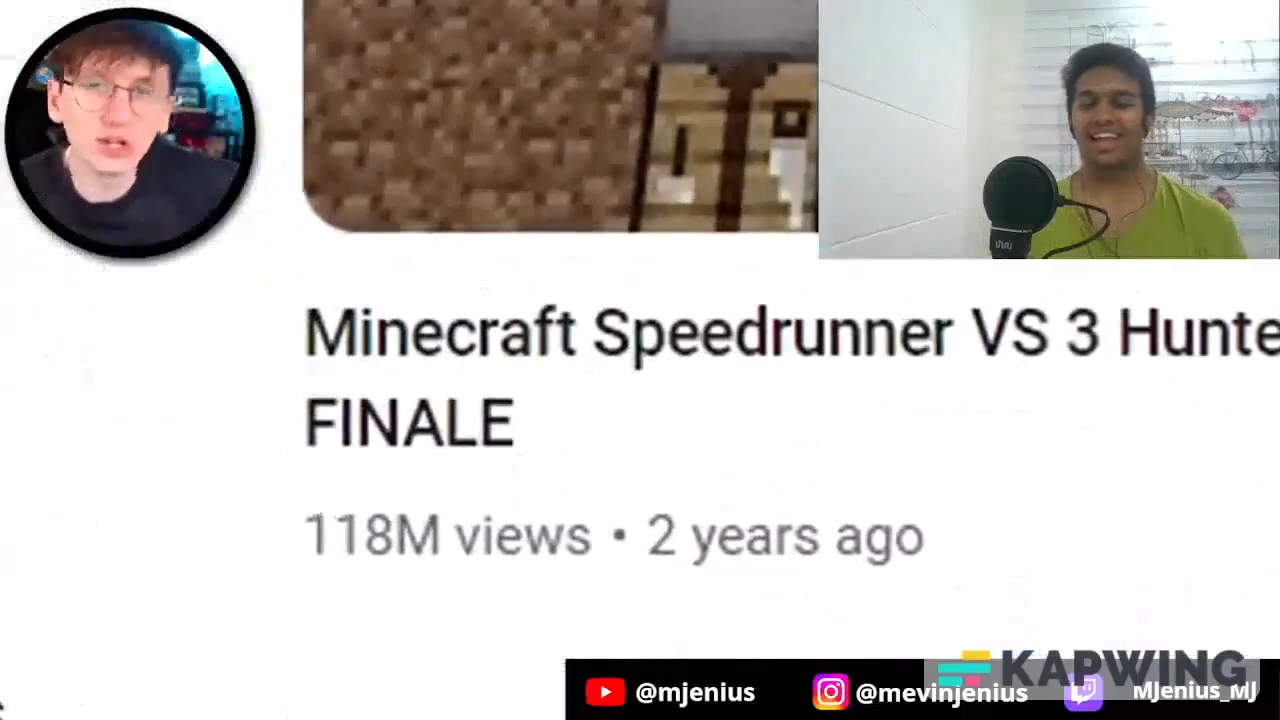 Minecraft Speedrunner VS 3 Hunte
FINALE
118M views • 2 years ago
KAPWING
@mjenius @mevinjenius MJenius_MJ